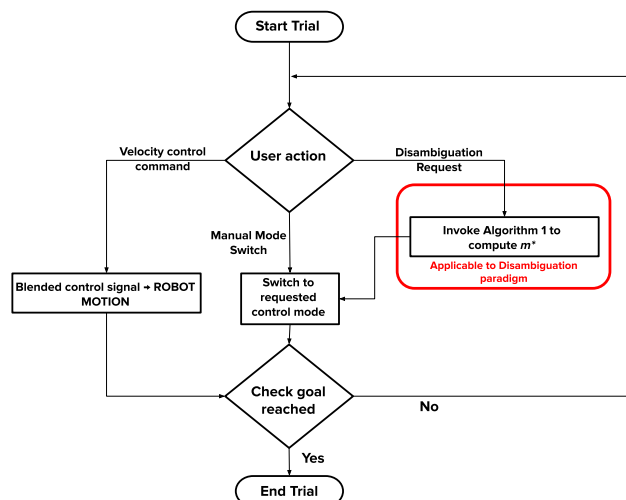 Start Trial
User action
Velocity control
command
Disambiguation
Request
Manual Mode
Switch
Invoke Algorithm 1 to
compute m*
Applicable to Disambiguation
paradigm
Blended control signal → ROBOT
MOTION
Switch to
requested
control mode
Check goal
reached
No
Yes
End Trial